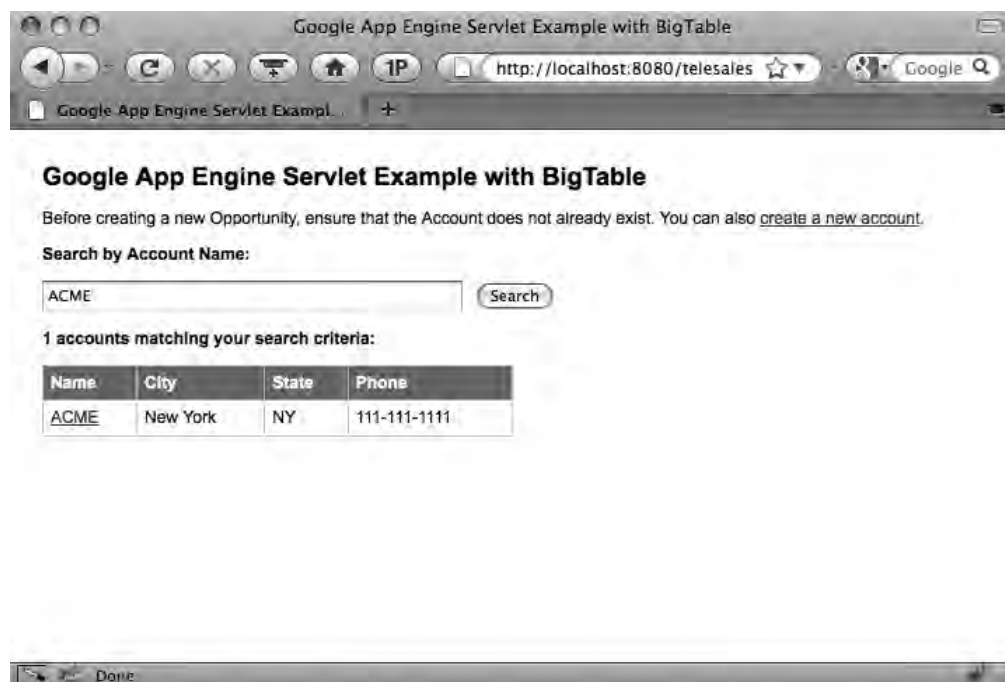 Google App Engine Servlet Example with BigTable
1P http://localhost:8080/telesales Google
Google App Engine Servlet Exampl... +
Google App Engine Servlet Example with BigTable
Before creating a new Opportunity, ensure that the Account does not already exist. You can also create a new account.
Search by Account Name:
ACME Search
1 accounts matching your search criteria:
Name City State Phone
ACME New York NY 111-111-1111
Done